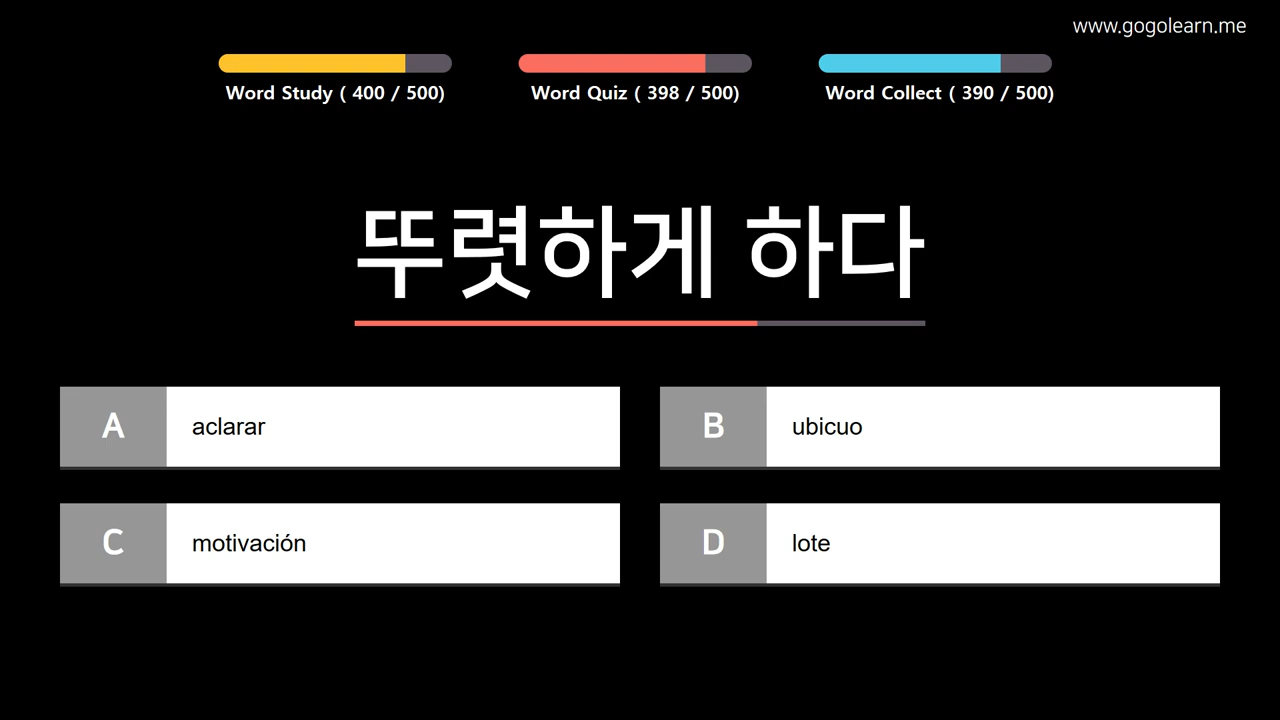 www.gogolearn.me
Word Study ( 400 / 500)
Word Quiz ( 398 / 500)
Word Collect ( 390 / 500)
뚜렷하게 하다
A
aclarar
B
ubicuo
C
motivación
D
lote